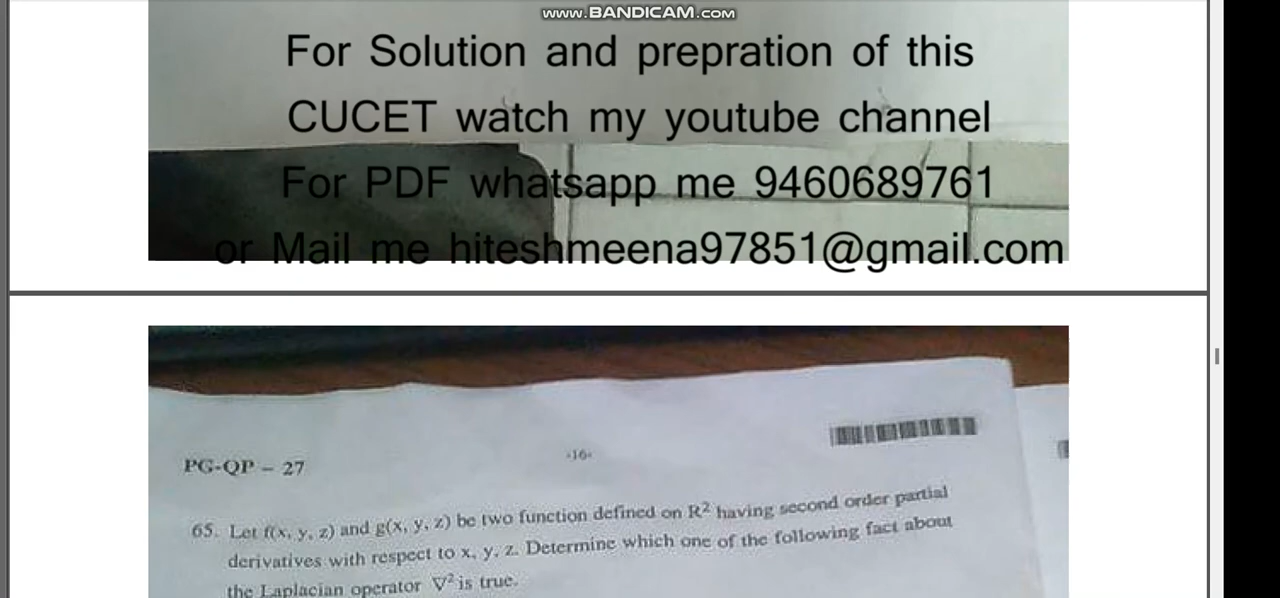 www.BANDICAM.com
For Solution and prepration of this
CUCET watch my youtube channel
For PDF whatsapp me 9460689761
or Mail me hiteshmeena97851@gmail.com
PG-QP – 27
-16-
65. Let f(x, y, z) and g(x, y, z) be two function defined on R² having second order partial
derivatives with respect to x, y, z. Determine which one of the following fact about
the Laplacian operator ∇² is true.